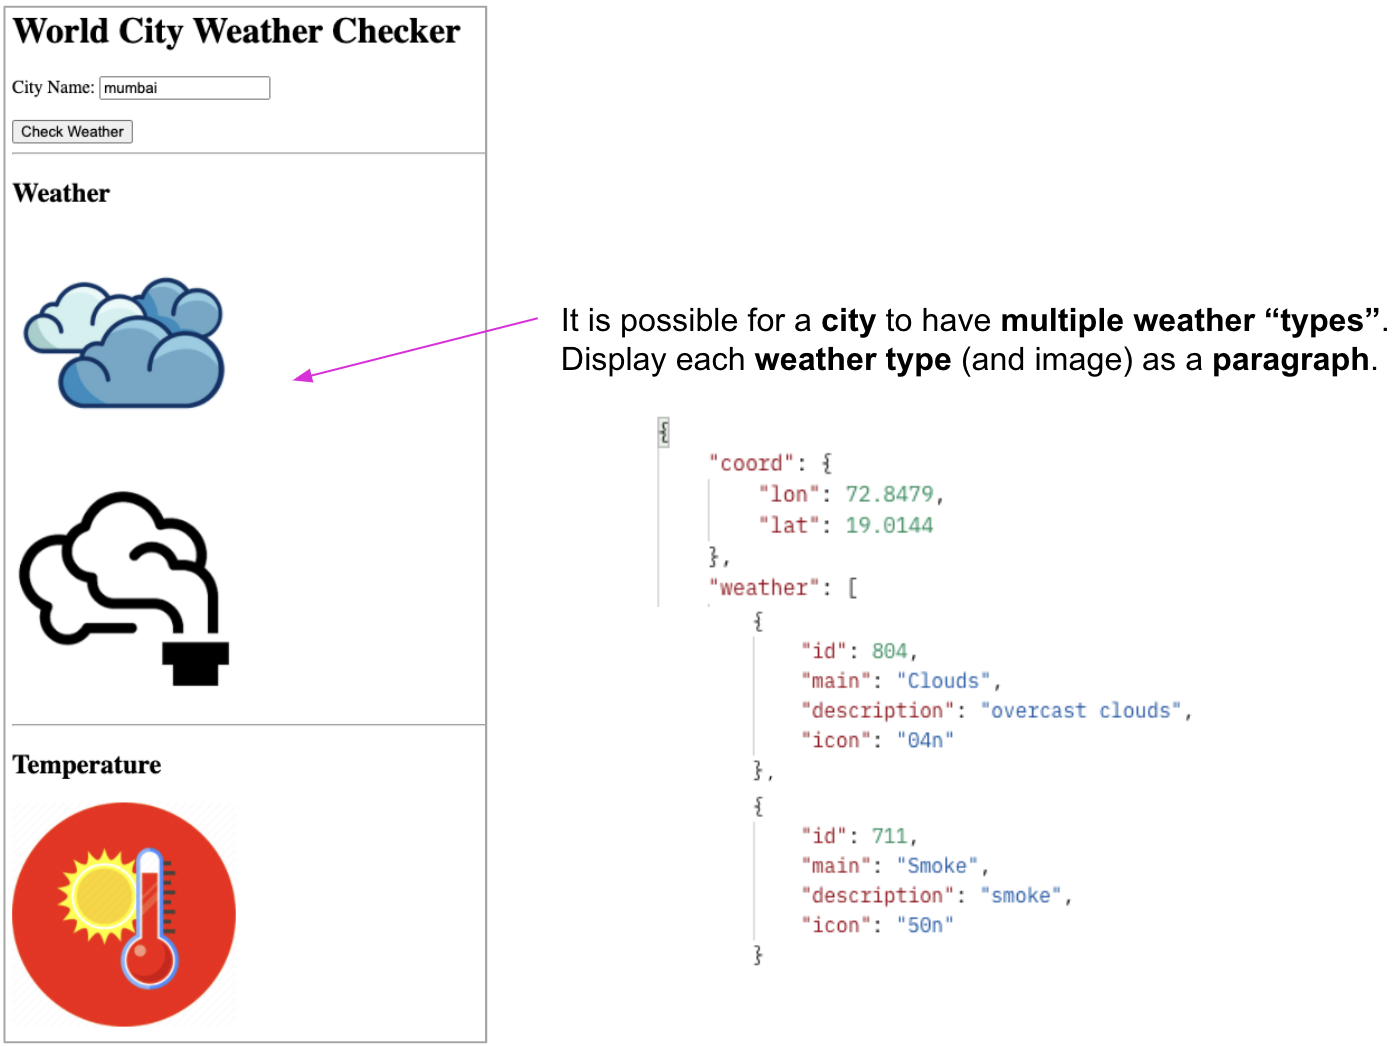 World City Weather Checker
City Name: mumbai
Check Weather
Weather
It is possible for a city to have multiple weather “types”.
Display each weather type (and image) as a paragraph.
{
"coord": {
"lon": 72.8479,
"lat": 19.0144
},
"weather": [
{
"id": 804,
"main": "Clouds",
"description": "overcast clouds",
"icon": "04n"
},
{
"id": 711,
"main": "Smoke",
"description": "smoke",
"icon": "50n"
}
Temperature